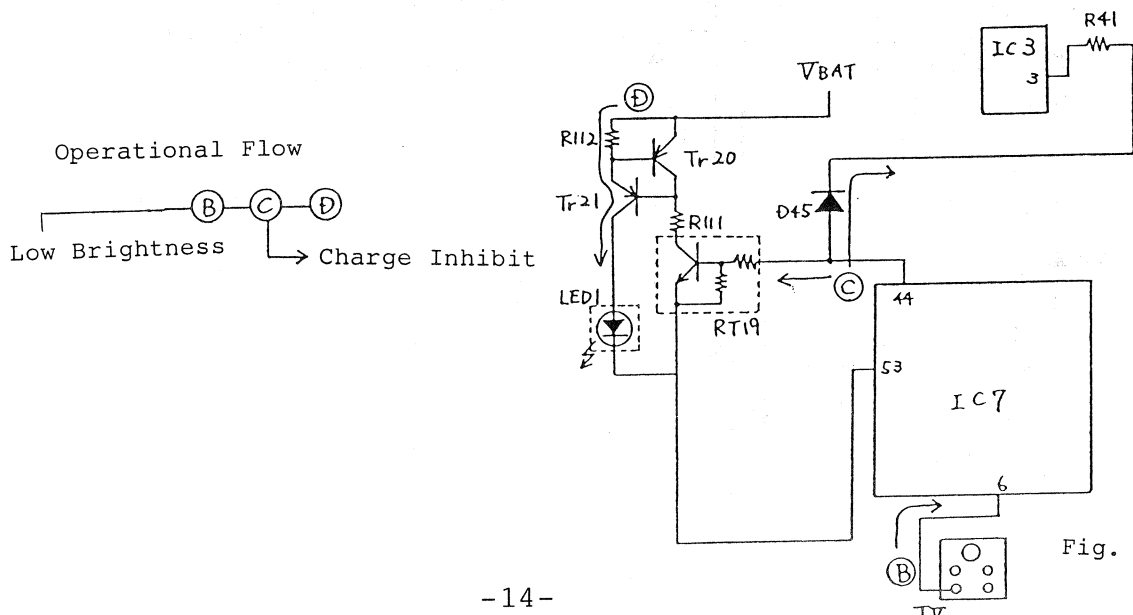 Operational Flow
B C D
Low Brightness
Charge Inhibit
VBAT
D
R112
Tr20
Tr21
R111
LED1
RT19
IC3
3
R41
D45
C
44
53
IC7
6
B
Fig.
-14-